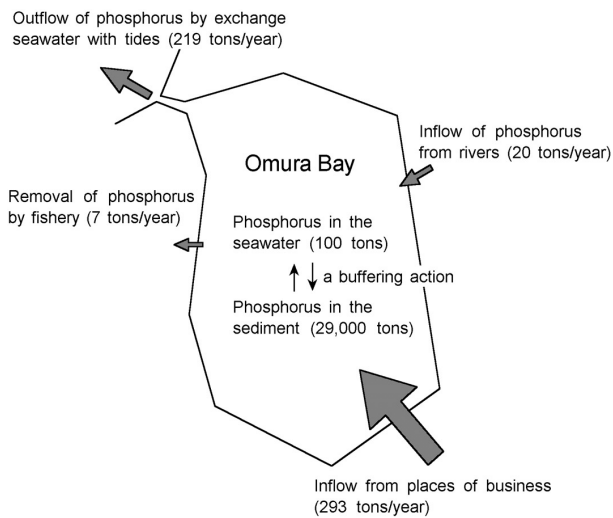 Outflow of phosphorus by exchange
seawater with tides (219 tons/year)
Inflow of phosphorus
from rivers (20 tons/year)
Omura Bay
Removal of phosphorus
by fishery (7 tons/year)
Phosphorus in the
seawater (100 tons)
a buffering action
Phosphorus in the
sediment (29,000 tons)
Inflow from places of business
(293 tons/year)